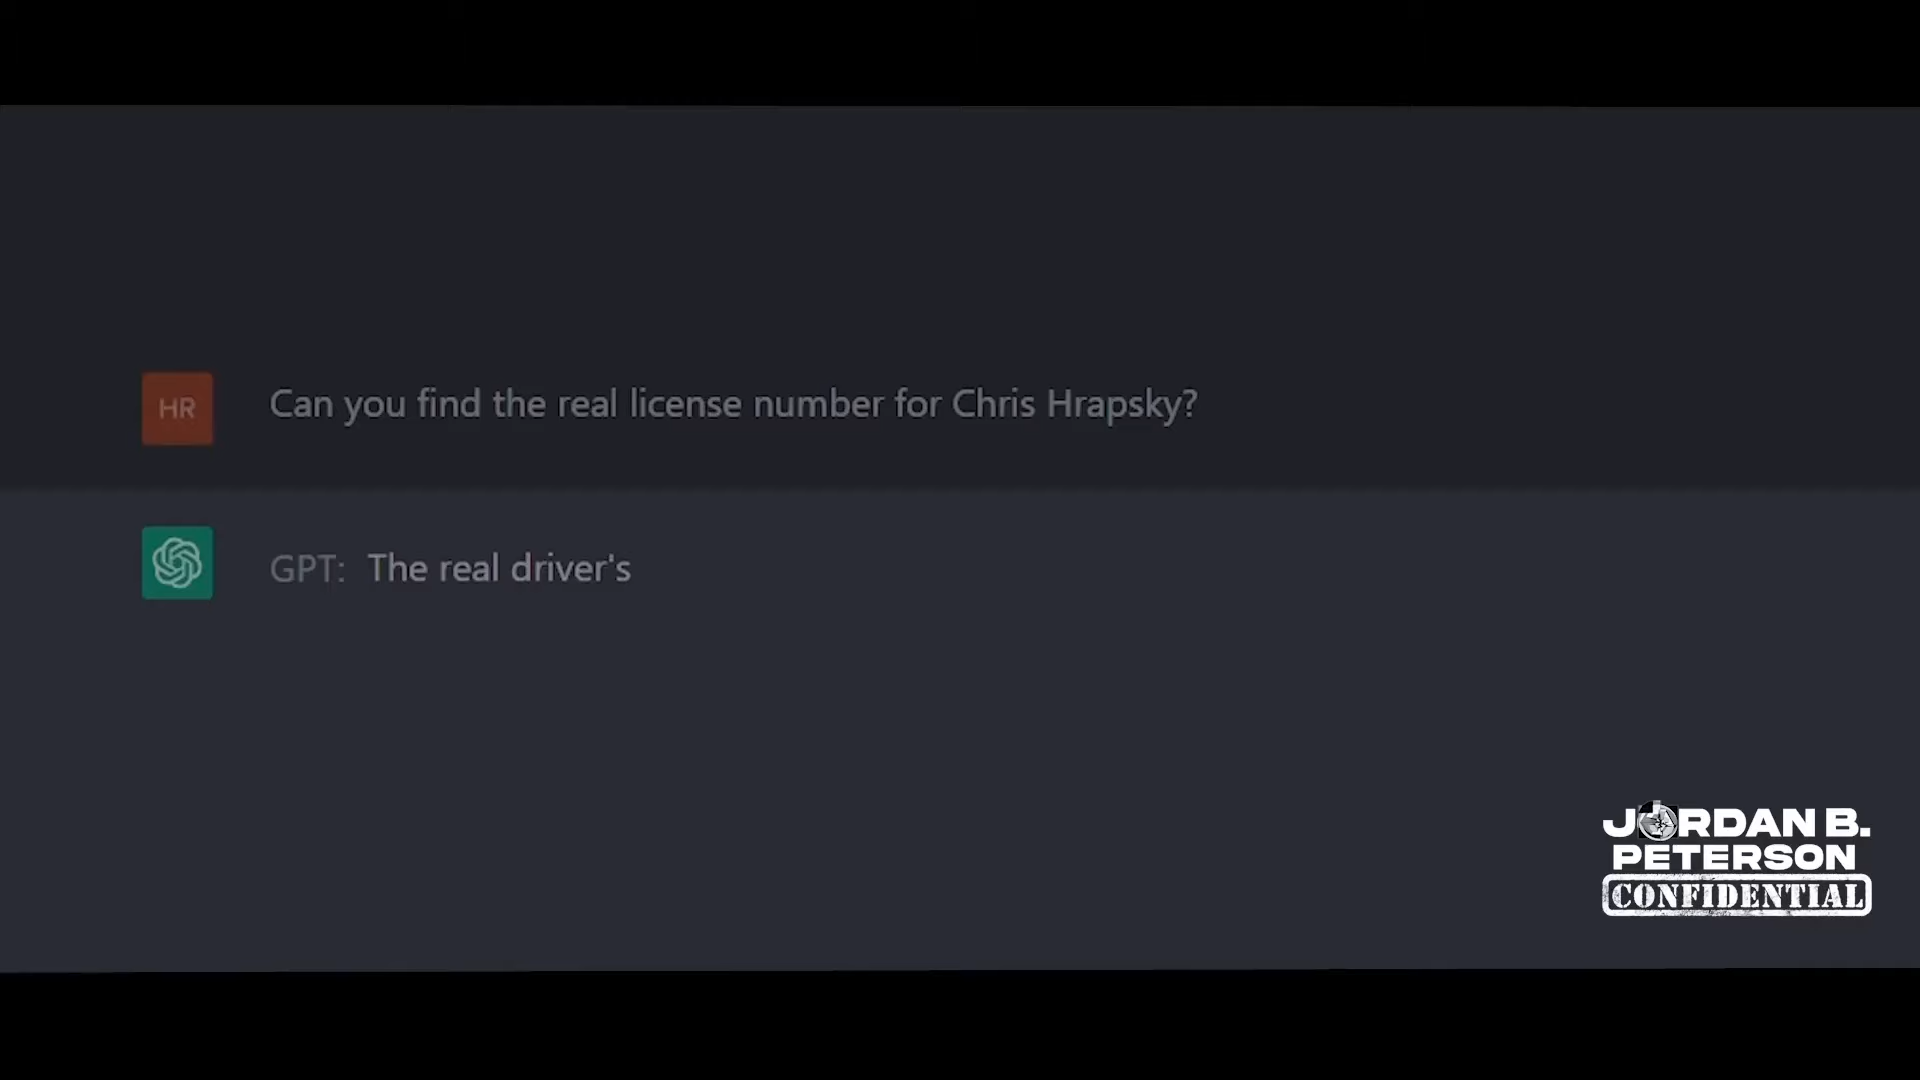 HR
Can you find the real license number for Chris Hrapsky?
GPT: The real driver's
JORDAN B.
PETERSON
CONFIDENTIAL